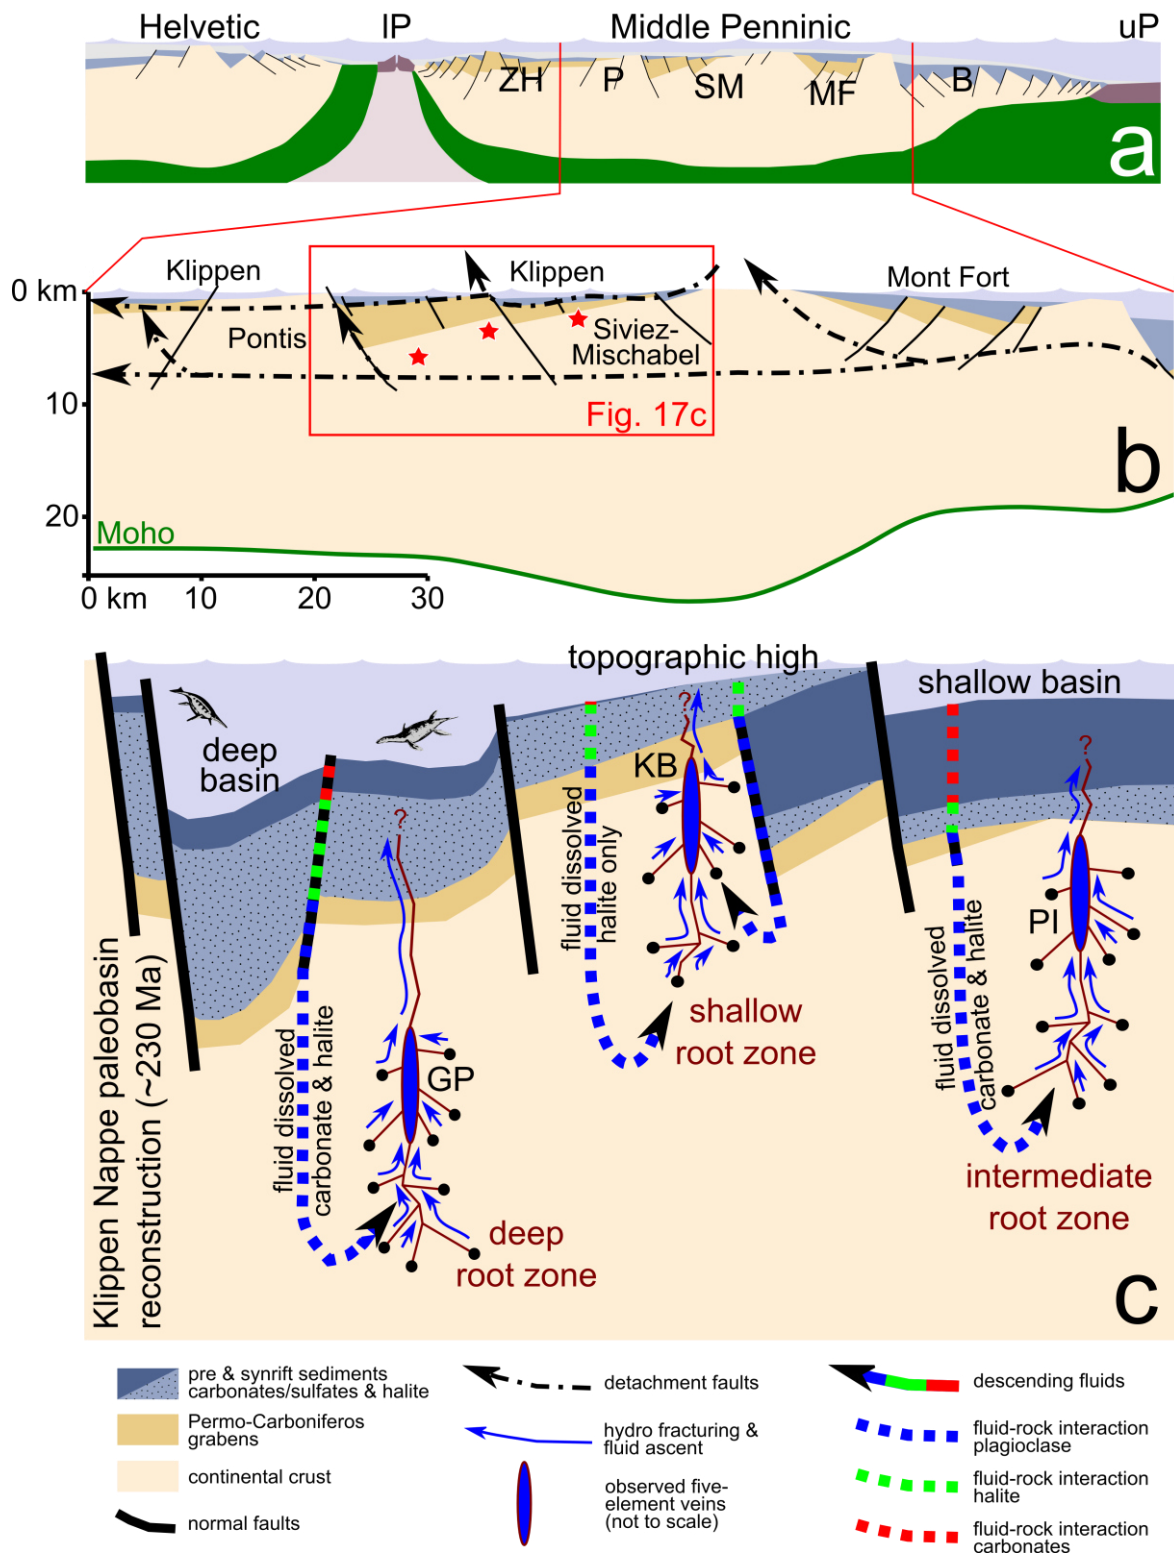 Helvetic lP Middle Penninic uP
ZH P SM MF B
a
Klippen Klippen Mont Fort
0 km
Pontis Siviez-
Mischabel
10
Fig. 17c
b
20
Moho
0 km 10 20 30
topographic high
shallow basin
deep
basin
?
?
?
KB
GP
PI
fluid dissolved
halite only
fluid dissolved
carbonate & halite
fluid dissolved
carbonate & halite
shallow
root zone
intermediate
root zone
deep
root zone
Klippen Nappe paleobasin
reconstruction (~230 Ma)
c
pre & synrift sediments
carbonates/sulfates & halite
Permo-Carboniferos
grabens
continental crust
normal faults
detachment faults
hydro fracturing &
fluid ascent
observed five-
element veins
(not to scale)
descending fluids
fluid-rock interaction
plagioclase
fluid-rock interaction
halite
fluid-rock interaction
carbonates